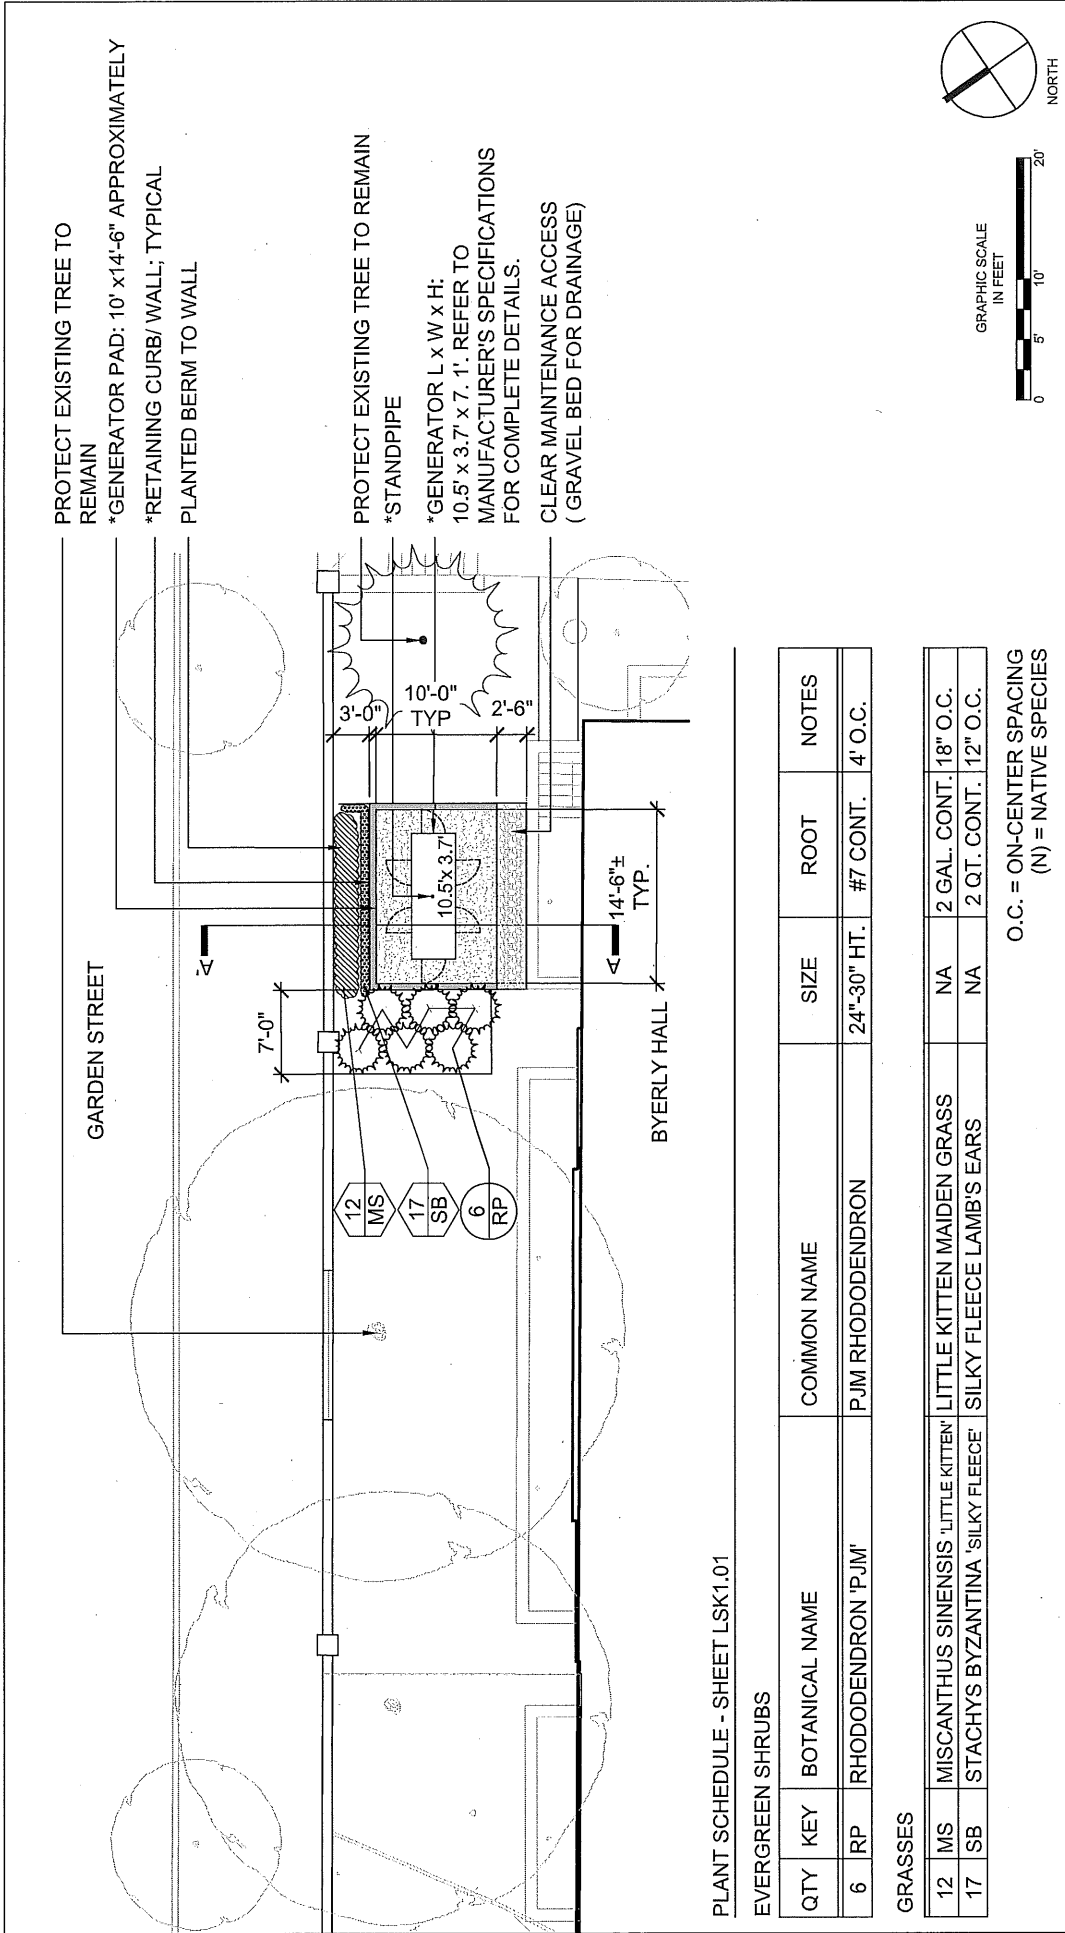 PROTECT EXISTING TREE TO
REMAIN
*GENERATOR PAD: 10' x14'-6" APPROXIMATELY
*RETAINING CURB/ WALL; TYPICAL
PLANTED BERM TO WALL
PROTECT EXISTING TREE TO REMAIN
*STANDPIPE
*GENERATOR L x W x H:
10.5' x 3.7' x 7. 1'. REFER TO
MANUFACTURER'S SPECIFICATIONS
FOR COMPLETE DETAILS.
CLEAR MAINTENANCE ACCESS
( GRAVEL BED FOR DRAINAGE)
GARDEN STREET
3'-0"
10'-0"
TYP
2'-6"
10.5'x 3.7'
14'-6"±
TYP.
A'
A
7'-0"
BYERLY HALL
12
MS
17
SB
6
RP
GRAPHIC SCALE
IN FEET
0 5' 10' 20'
NORTH
PLANT SCHEDULE - SHEET LSK1.01
EVERGREEN SHRUBS
QTY KEY BOTANICAL NAME COMMON NAME SIZE ROOT NOTES
6 RP RHODODENDRON 'PJM' PJM RHODODENDRON 24"-30" HT. #7 CONT. 4' O.C.
GRASSES
12 MS MISCANTHUS SINENSIS 'LITTLE KITTEN' LITTLE KITTEN MAIDEN GRASS NA 2 GAL. CONT. 18" O.C.
17 SB STACHYS BYZANTINA 'SILKY FLEECE' SILKY FLEECE LAMB'S EARS NA 2 QT. CONT. 12" O.C.
O.C. = ON-CENTER SPACING
(N) = NATIVE SPECIES